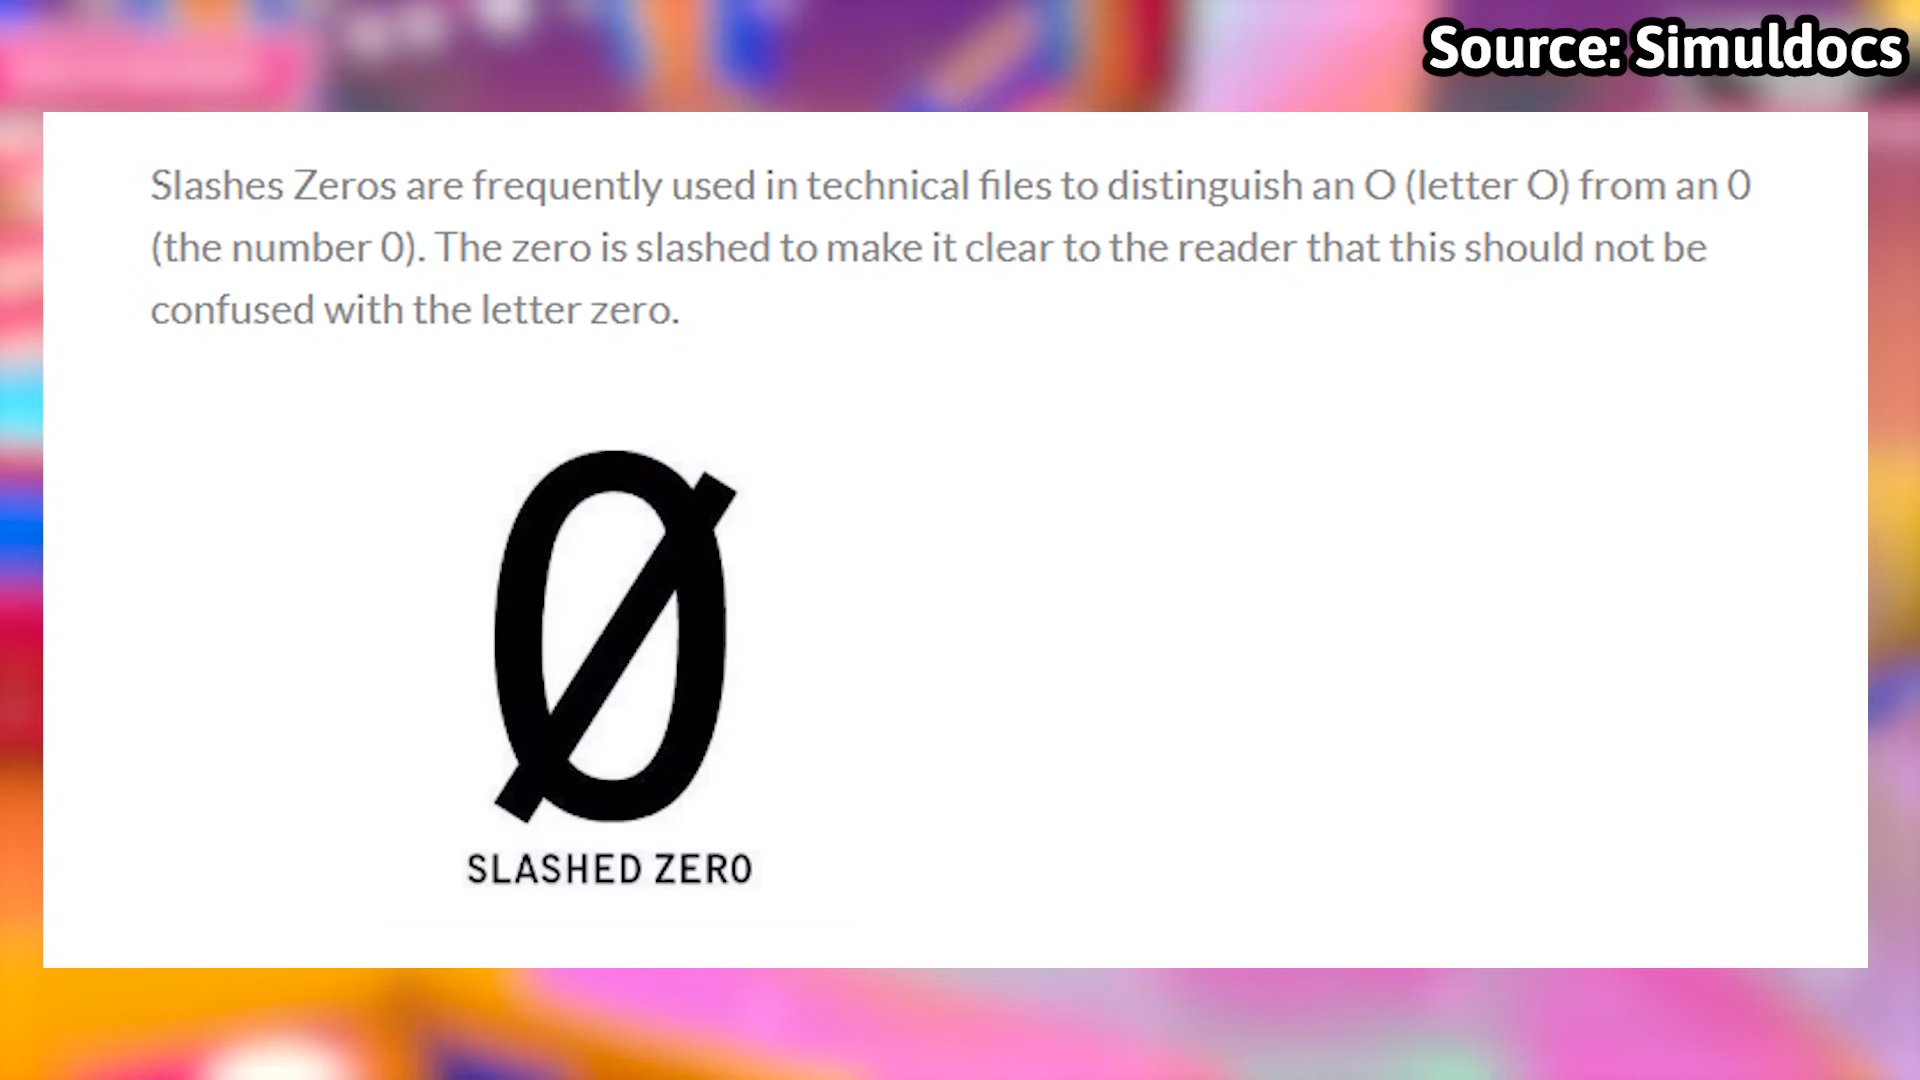 Source: Simuldocs
Slashes Zeros are frequently used in technical files to distinguish an O (letter O) from an 0
(the number 0). The zero is slashed to make it clear to the reader that this should not be
confused with the letter zero.
Ø
SLASHED ZERO